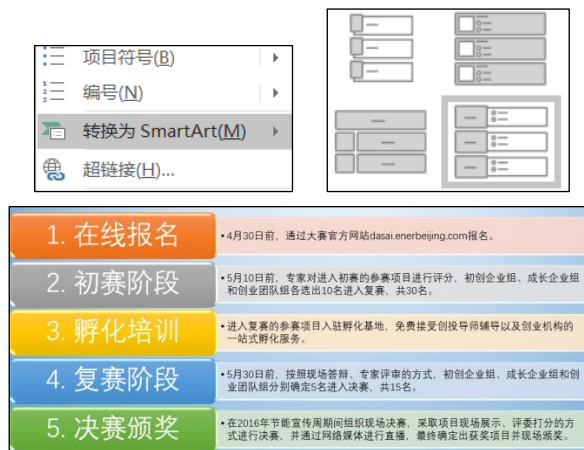 项目符号(B)
编号(N)
转换为 SmartArt(M)
超链接(H)...
1. 在线报名
•4月30日前，通过大赛官方网站dasai.enerbeijing.com报名。
2. 初赛阶段
•5月10日前，专家对进入初赛的参赛项目进行评分，初创企业组、成长企业组
和创业团队组各选出10名进入复赛，共30名。
3. 孵化培训
•进入复赛的参赛项目入驻孵化基地，免费接受创投导师辅导以及创业机构的
一站式孵化服务。
4. 复赛阶段
•5月30日前，按照现场答辩、专家评审的方式，初创企业组、成长企业组和创
业团队组分别确定5名进入决赛，共15名。
5. 决赛颁奖
•在2016年节能宣传周期间组织现场决赛，采取项目现场展示、评委打分的方
式进行决赛，并通过网络媒体进行直播，最终确定出获奖项目并现场颁奖。